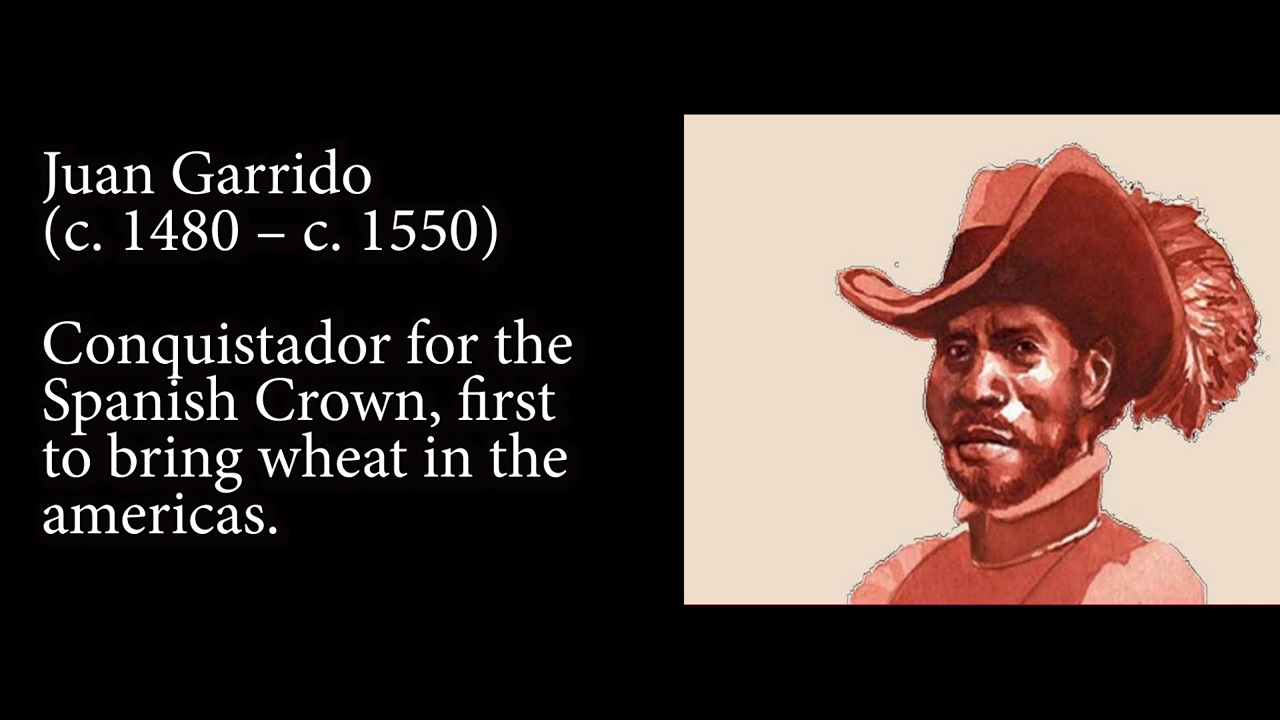 Juan Garrido
(c. 1480 – c. 1550)
Conquistador for the
Spanish Crown, first
to bring wheat in the
americas.